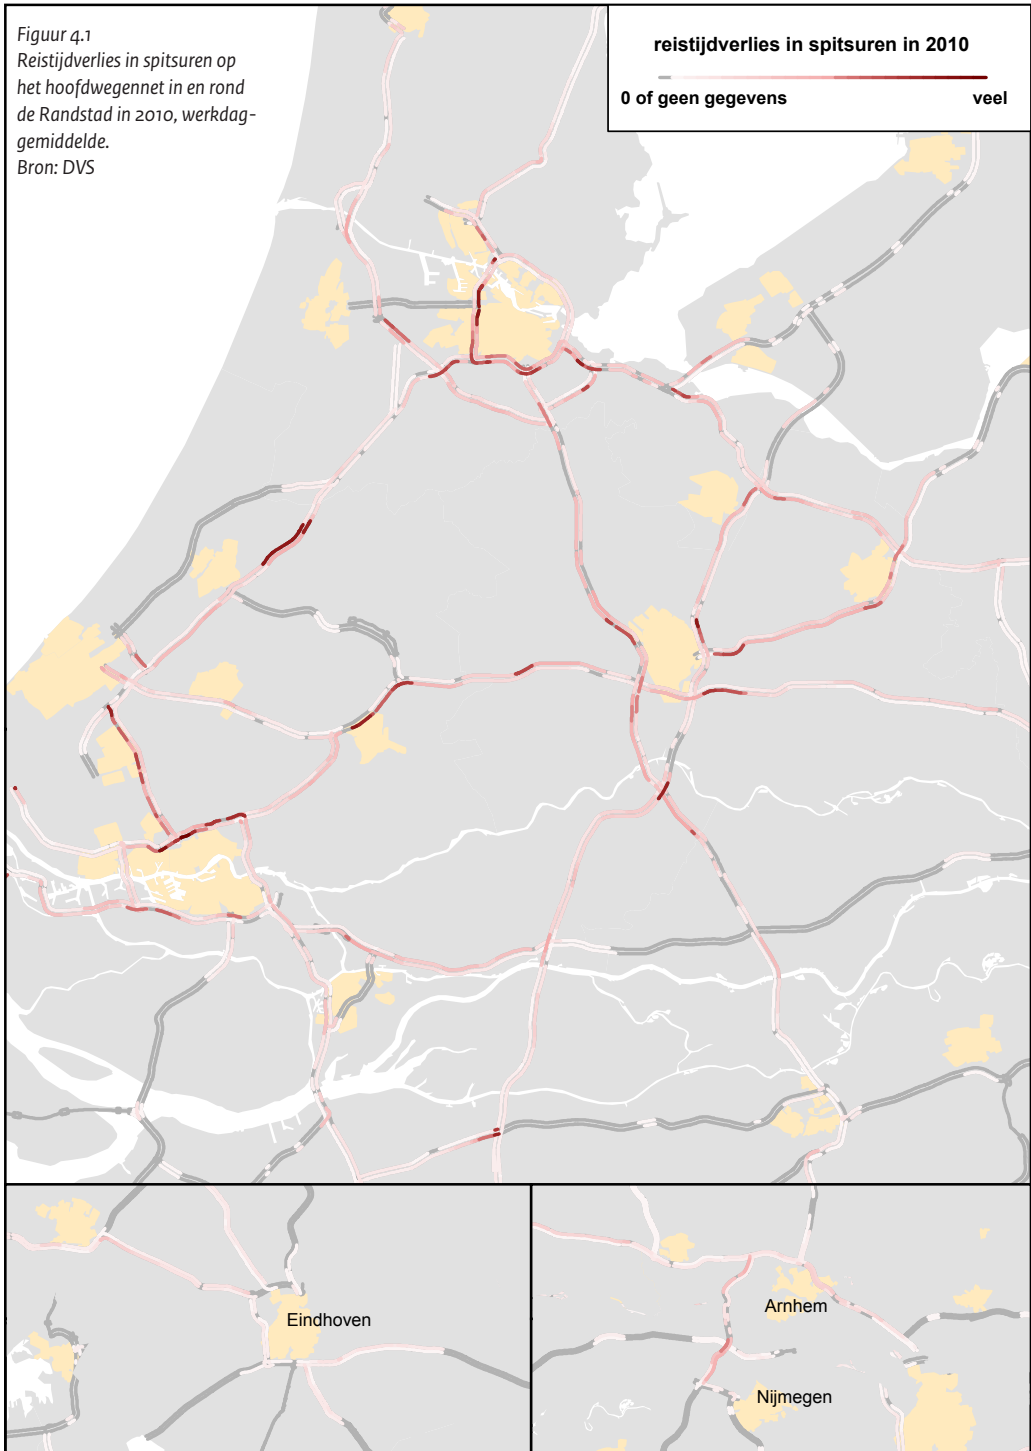 Figuur 4.1
Reistijdverlies in spitsuren op
het hoofdwegennet in en rond
de Randstad in 2010, werkdag-
gemiddelde.
Bron: DVS
reistijdverlies in spitsuren in 2010
0 of geen gegevens veel
Eindhoven
Arnhem
Nijmegen